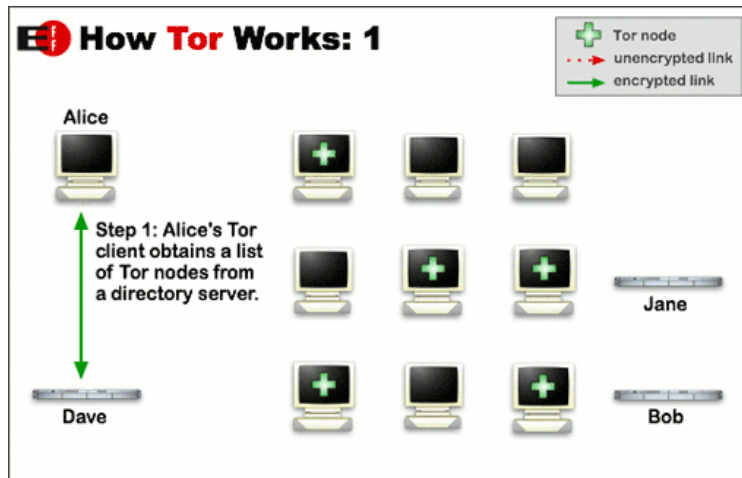 EFF How Tor Works: 1
Tor node
unencrypted link
encrypted link
Alice
Step 1: Alice's Tor
client obtains a list
of Tor nodes from
a directory server.
Jane
Dave
Bob